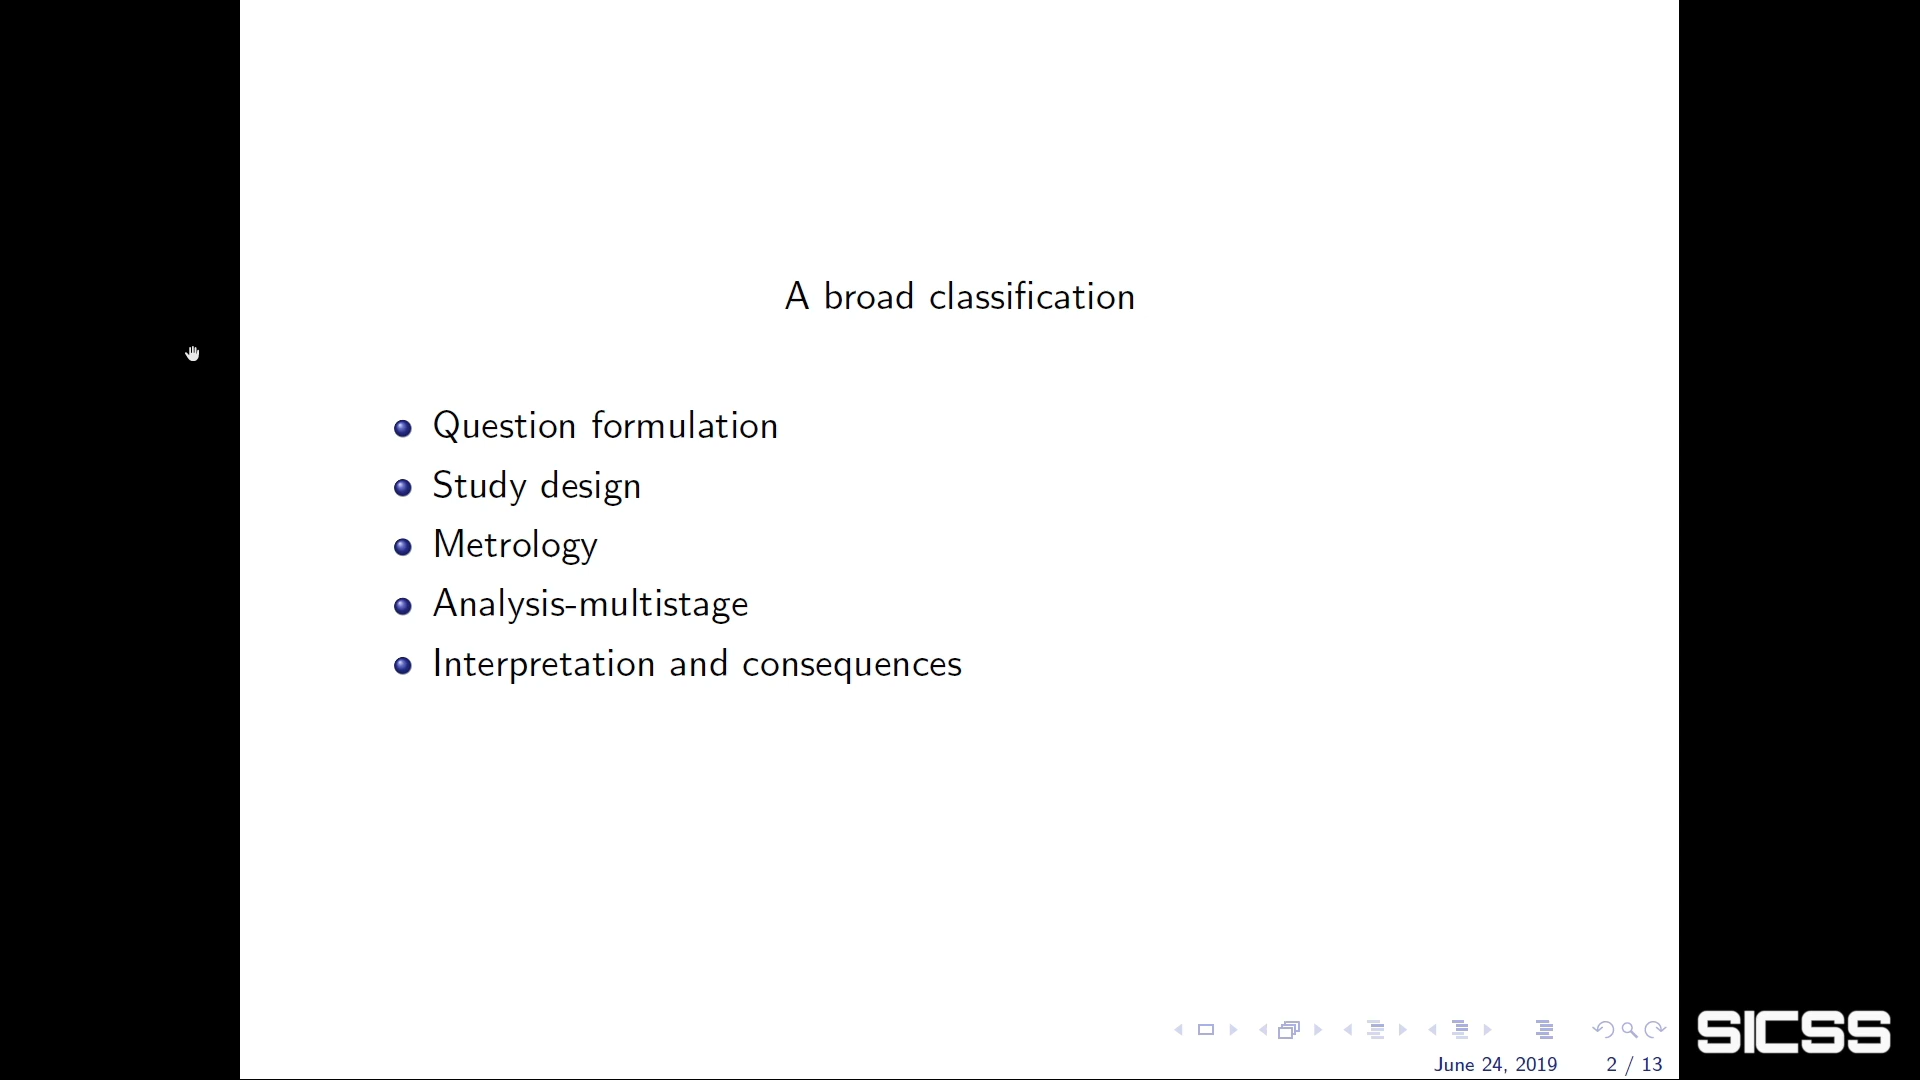 A broad classification
Question formulation
Study design
Metrology
Analysis-multistage
Interpretation and consequences
June 24, 2019
2 / 13
SICSS